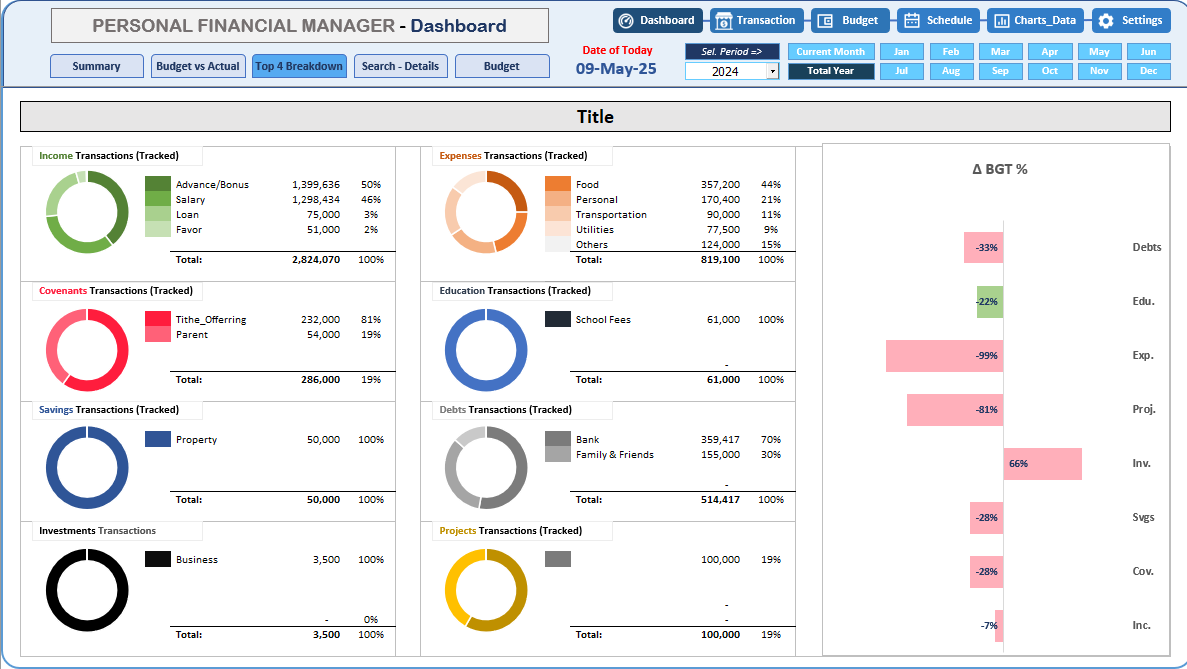 PERSONAL FINANCIAL MANAGER - Dashboard
Dashboard Transaction Budget Schedule Charts_Data Settings
Summary Budget vs Actual Top 4 Breakdown Search - Details Budget
Date of Today
09-May-25
Sel. Period =>
2024
Current Month Jan Feb Mar Apr May Jun
Total Year Jul Aug Sep Oct Nov Dec
Title
Income Transactions (Tracked)
Advance/Bonus 1,399,636 50%
Salary 1,298,434 46%
Loan 75,000 3%
Favor 51,000 2%
Total: 2,824,070 100%
Expenses Transactions (Tracked)
Food 357,200 44%
Personal 170,400 21%
Transportation 90,000 11%
Utilities 77,500 9%
Others 124,000 15%
Total: 819,100 100%
Covenants Transactions (Tracked)
Tithe_Offerring 232,000 81%
Parent 54,000 19%
Total: 286,000 19%
Education Transactions (Tracked)
School Fees 61,000 100%
-
Total: 61,000 100%
Savings Transactions (Tracked)
Property 50,000 100%
Total: 50,000 100%
Debts Transactions (Tracked)
Bank 359,417 70%
Family & Friends 155,000 30%
-
Total: 514,417 100%
Investments Transactions
Business 3,500 100%
- 0%
Total: 3,500 100%
Projects Transactions (Tracked)
100,000 19%
-
-
Total: 100,000 19%
Δ BGT %
-33% Debts
-22% Edu.
-99% Exp.
-81% Proj.
66% Inv.
-28% Svgs
-28% Cov.
-7% Inc.